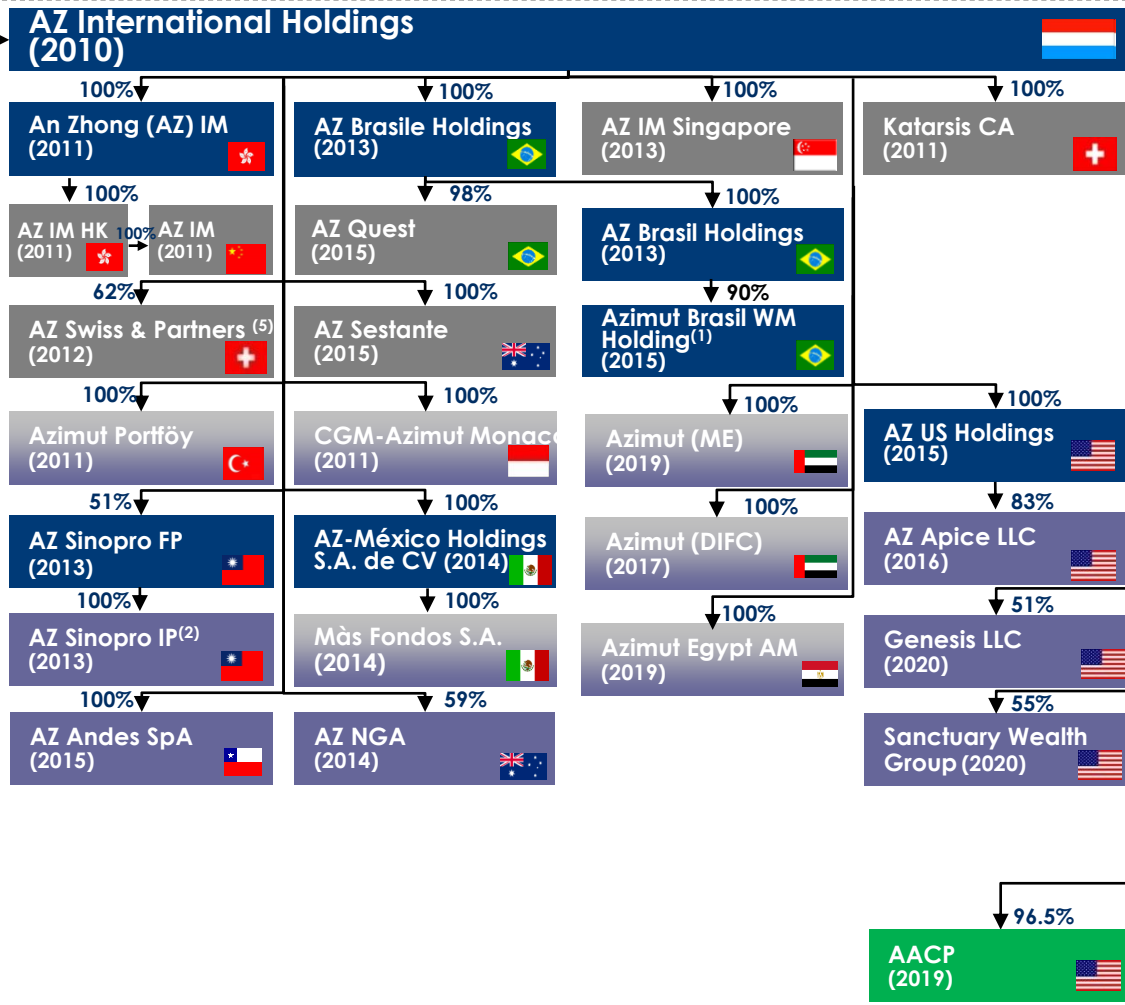 AZ International Holdings
(2010)
100%
100%
100%
100%
An Zhong (AZ) IM
(2011)
AZ Brasile Holdings
(2013)
AZ IM Singapore
(2013)
Katarsis CA
(2011)
100%
98%
100%
AZ IM HK
(2011)
100%
AZ IM
(2011)
AZ Quest
(2015)
AZ Brasil Holdings
(2013)
62%
100%
90%
AZ Swiss & Partners (5)
(2012)
AZ Sestante
(2015)
Azimut Brasil WM
Holding(1)
(2015)
100%
100%
100%
100%
Azimut Portföy
(2011)
CGM-Azimut Monaco
(2011)
Azimut (ME)
(2019)
AZ US Holdings
(2015)
51%
100%
100%
83%
AZ Sinopro FP
(2013)
AZ-México Holdings
S.A. de CV (2014)
Azimut (DIFC)
(2017)
AZ Apice LLC
(2016)
100%
100%
100%
51%
AZ Sinopro IP(2)
(2013)
Màs Fondos S.A.
(2014)
Azimut Egypt AM
(2019)
Genesis LLC
(2020)
100%
59%
55%
AZ Andes SpA
(2015)
AZ NGA
(2014)
Sanctuary Wealth
Group (2020)
96.5%
AACP
(2019)